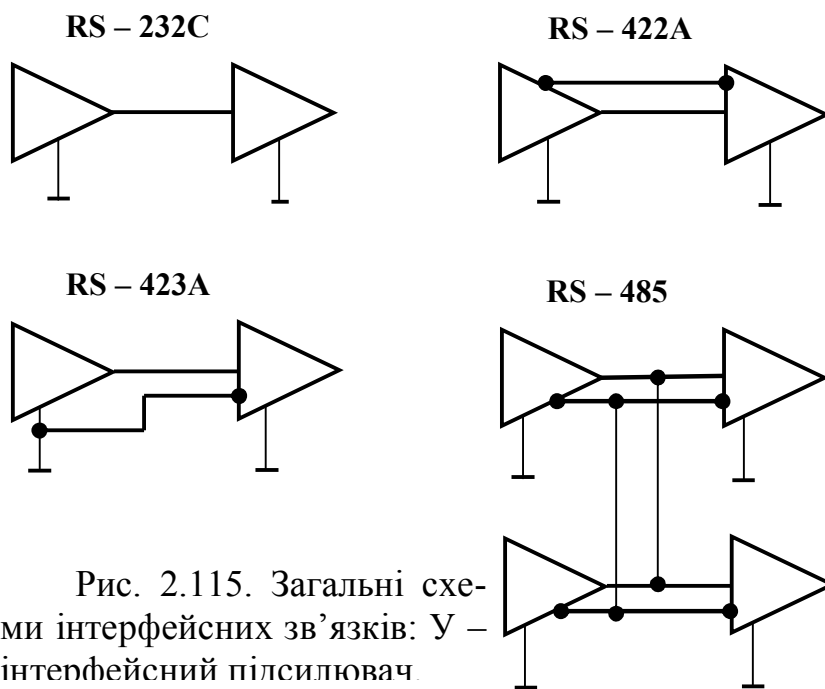 RS – 232C
RS – 422A
RS – 423A
RS – 485
Рис. 2.115. Загальні схе-
ми інтерфейсних зв’язків: У –
інтерфейсний підсилювач.